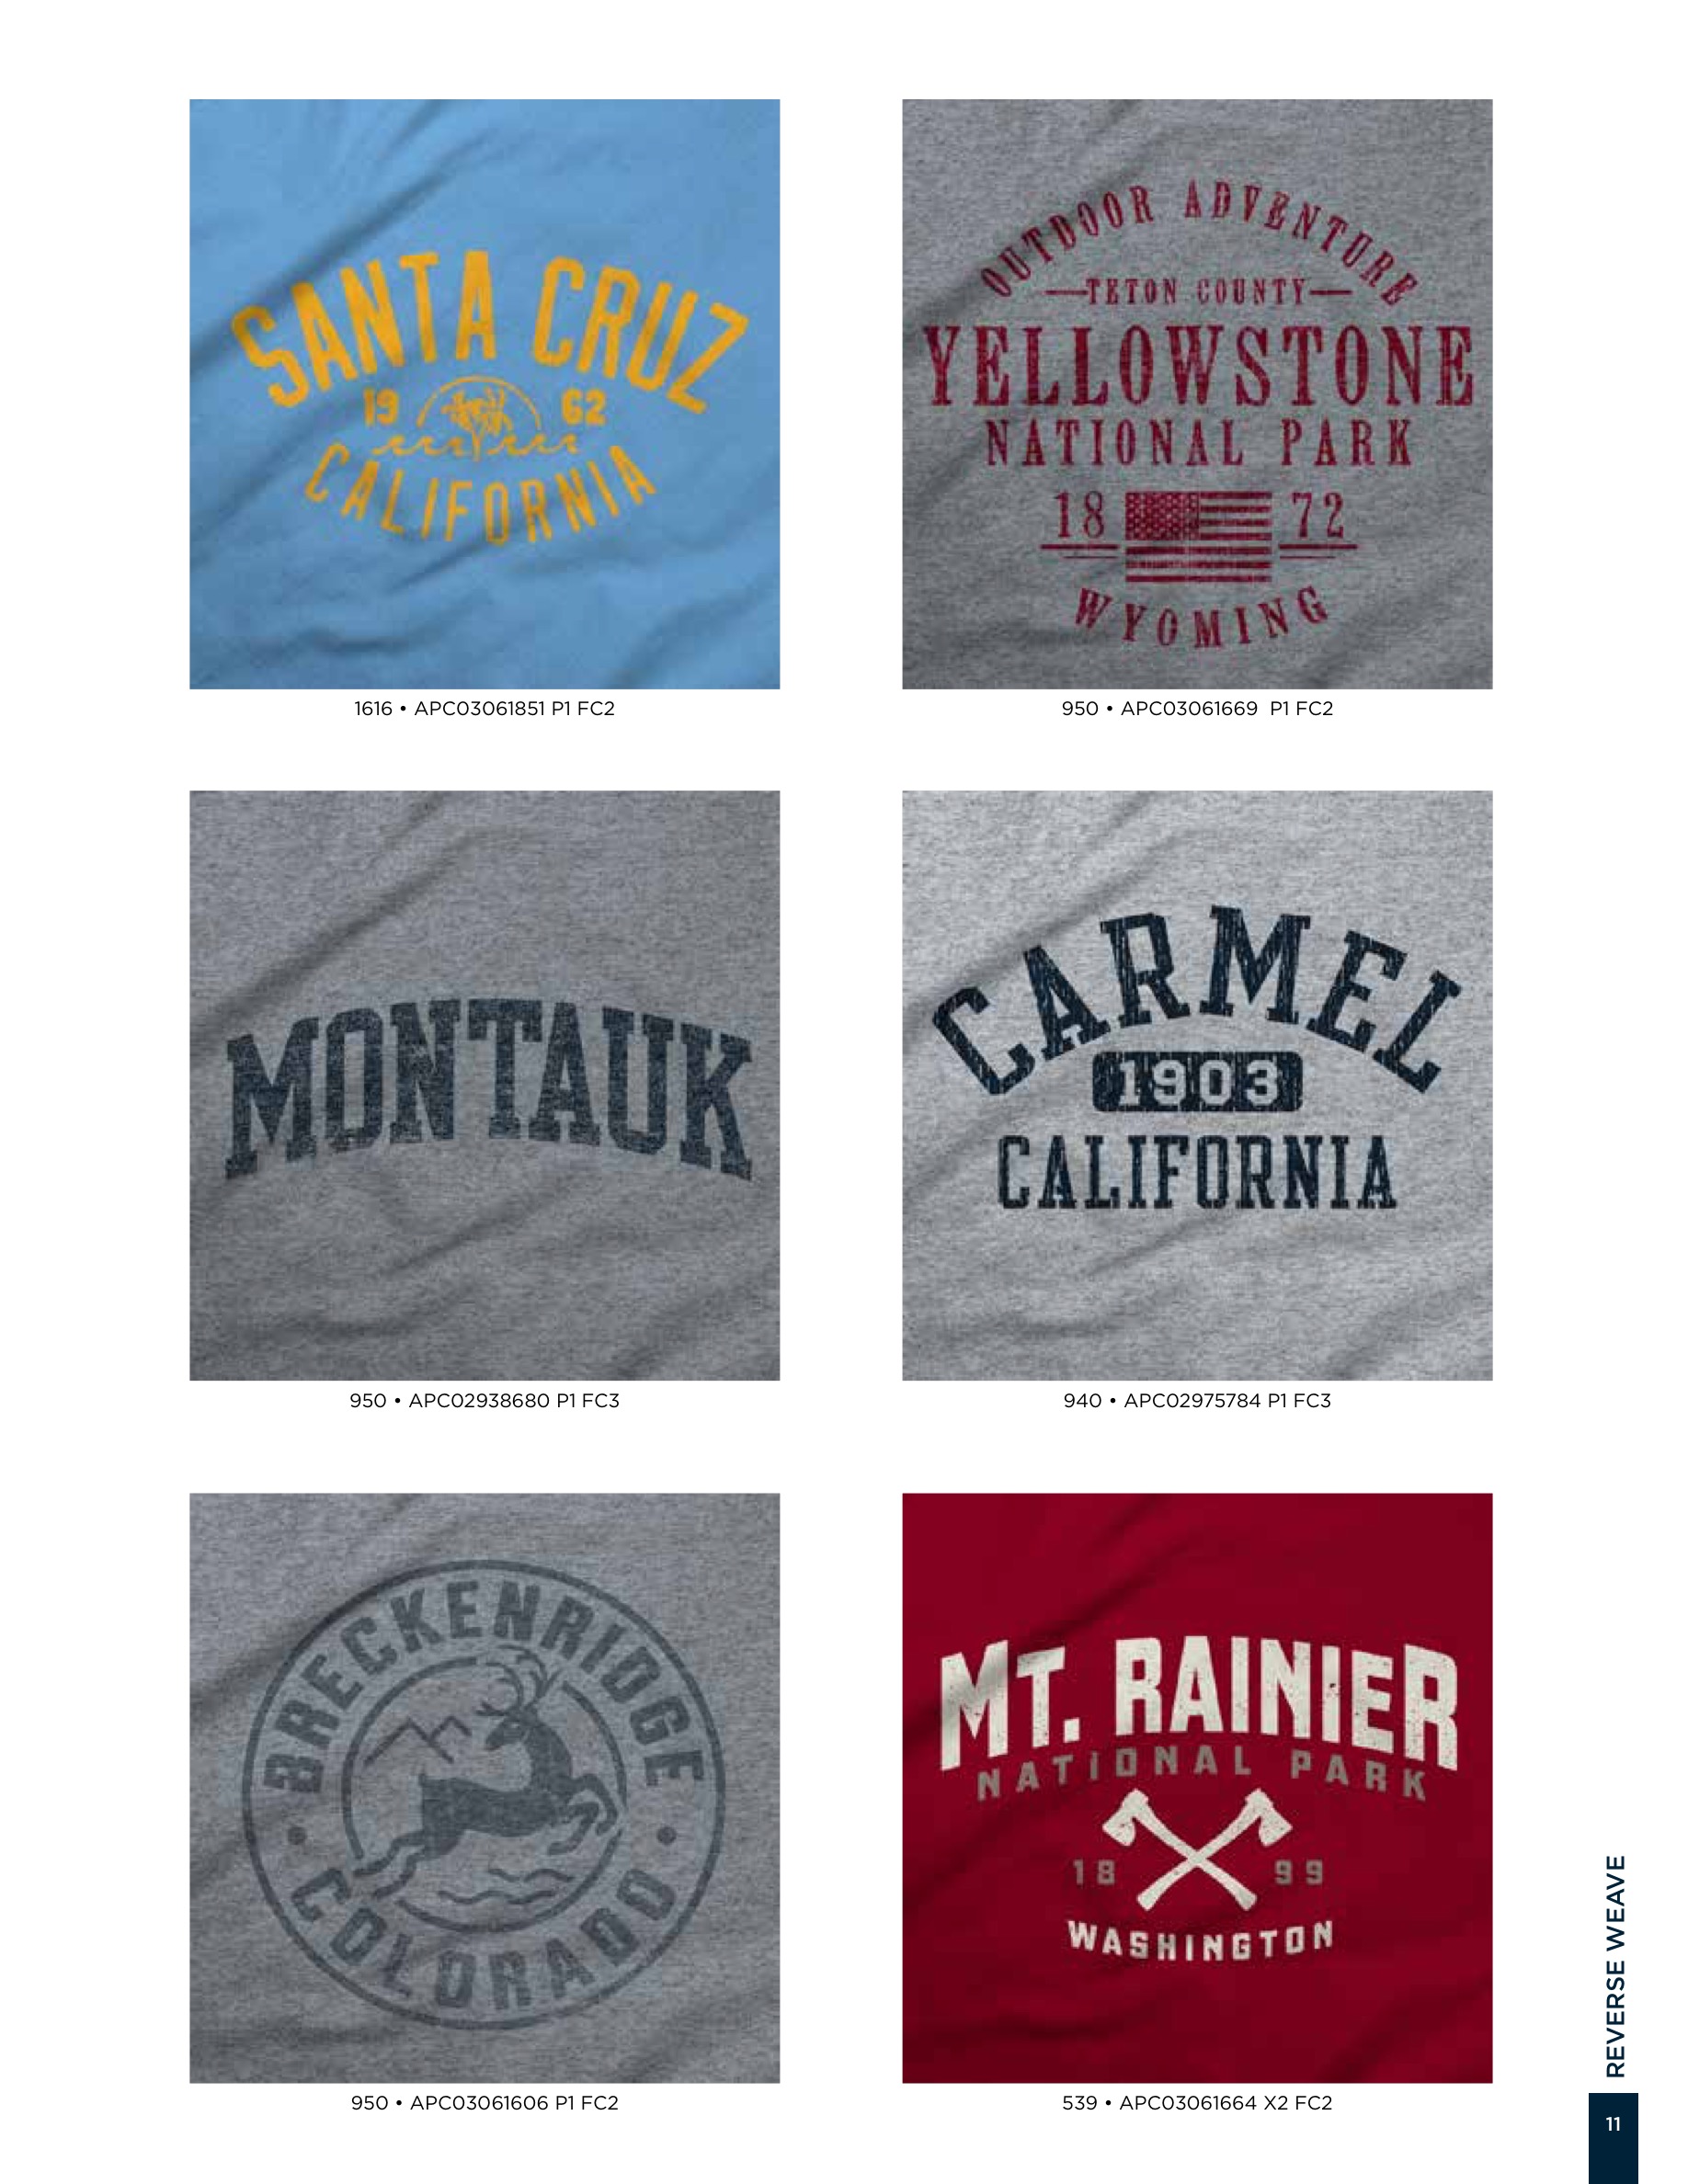 SANTA CRUZ
19 62
CALIFORNIA
1616 • APC03061851 P1 FC2
OUTDOOR ADVENTURE
TETON COUNTY
YELLOWSTONE
NATIONAL PARK
18 72
WYOMING
950 • APC03061669 P1 FC2
MONTAUK
950 • APC02938680 P1 FC3
CARMEL
1903
CALIFORNIA
940 • APC02975784 P1 FC3
BRECKENRIDGE
COLORADO
950 • APC03061606 P1 FC2
MT. RAINIER
NATIONAL PARK
18 99
WASHINGTON
539 • APC03061664 X2 FC2
REVERSE WEAVE
11